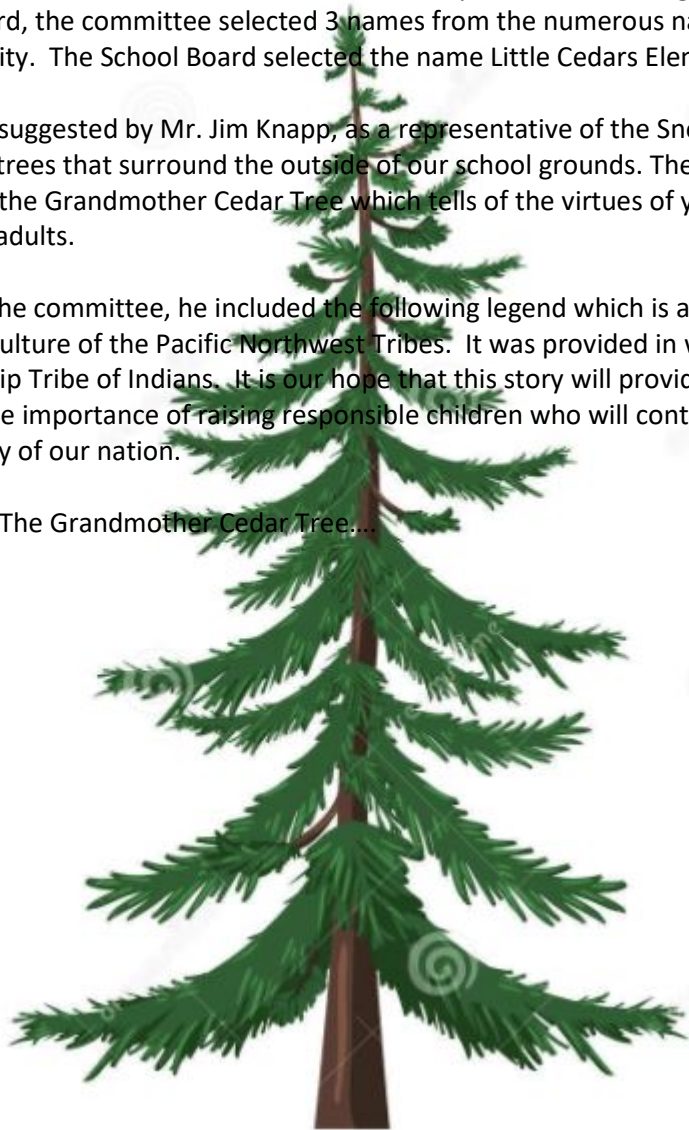 rd, the committee selected 3 names from the numerous na
ity. The School Board selected the name Little Cedars Elen
suggested by Mr. Jim Knapp, as a representative of the Sno
trees that surround the outside of our school grounds. The
the Grandmother Cedar Tree which tells of the virtues of y
adults.
he committee, he included the following legend which is a
ulture of the Pacific Northwest Tribes. It was provided in v
ip Tribe of Indians. It is our hope that this story will provid
e importance of raising responsible children who will cont
y of our nation.
The Grandmother Cedar Tree….